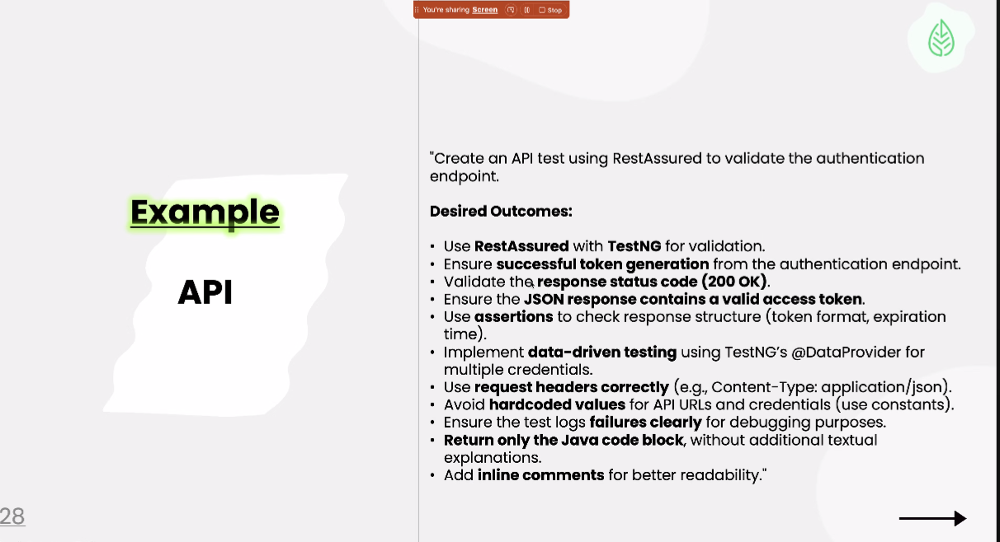 You're sharing Screen Stop
Example
API
"Create an API test using RestAssured to validate the authentication
endpoint.
Desired Outcomes:
• Use RestAssured with TestNG for validation.
• Ensure successful token generation from the authentication endpoint.
• Validate the response status code (200 OK).
• Ensure the JSON response contains a valid access token.
• Use assertions to check response structure (token format, expiration
time).
• Implement data-driven testing using TestNG’s @DataProvider for
multiple credentials.
• Use request headers correctly (e.g., Content-Type: application/json).
• Avoid hardcoded values for API URLs and credentials (use constants).
• Ensure the test logs failures clearly for debugging purposes.
• Return only the Java code block, without additional textual
explanations.
• Add inline comments for better readability."
28